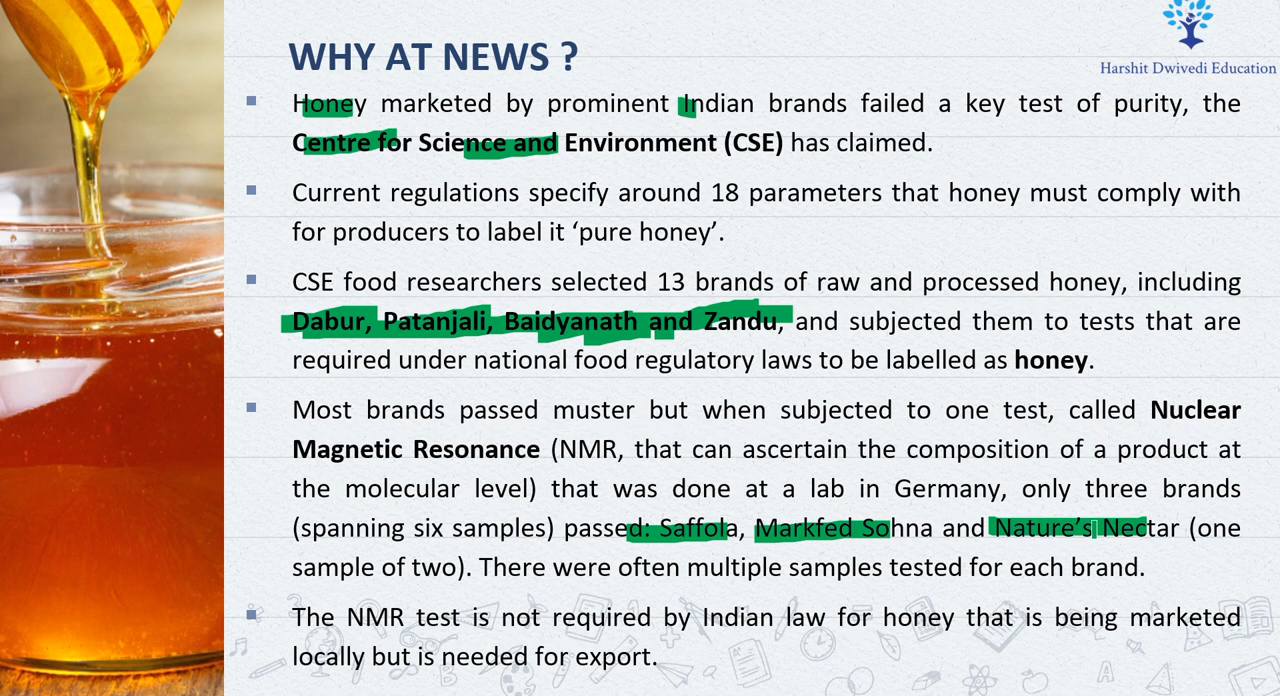 WHY AT NEWS ?
Harshit Dwivedi Education
▪ Honey marketed by prominent Indian brands failed a key test of purity, the
Centre for Science and Environment (CSE) has claimed.
▪ Current regulations specify around 18 parameters that honey must comply with
for producers to label it ‘pure honey’.
▪ CSE food researchers selected 13 brands of raw and processed honey, including
Dabur, Patanjali, Baidyanath and Zandu, and subjected them to tests that are
required under national food regulatory laws to be labelled as honey.
▪ Most brands passed muster but when subjected to one test, called Nuclear
Magnetic Resonance (NMR, that can ascertain the composition of a product at
the molecular level) that was done at a lab in Germany, only three brands
(spanning six samples) passed: Saffola, Markfed Sohna and Nature’s Nectar (one
sample of two). There were often multiple samples tested for each brand.
▪ The NMR test is not required by Indian law for honey that is being marketed
locally but is needed for export.